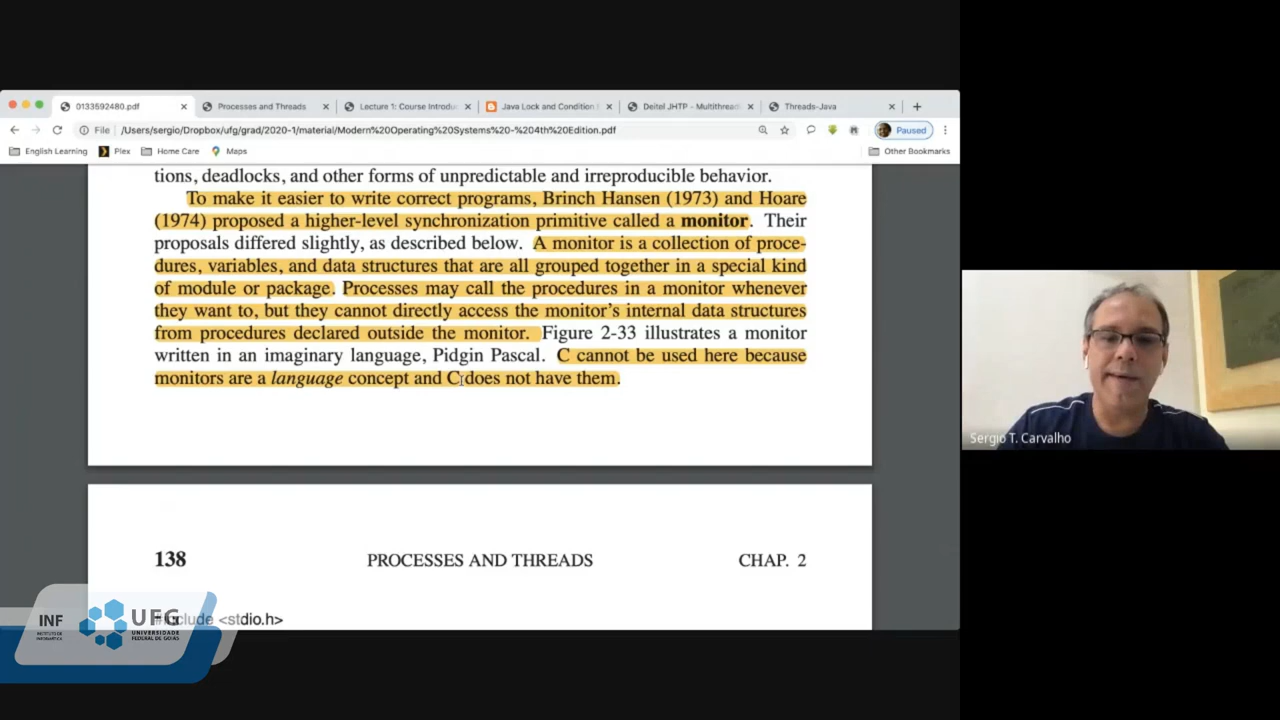 0133592480.pdf
Processes and Threads
Lecture 1: Course Introdu
Java Lock and Condition
Deitel JHTP - Multithread
Threads-Java
File
/Users/sergio/Dropbox/ufg/grad/2020-1/material/Modern%20Operating%20Systems%20-%204th%20Edition.pdf
Paused
English Learning
Plex
Home Care
Maps
Other Bookmarks
tions, deadlocks, and other forms of unpredictable and irreproducible behavior.
To make it easier to write correct programs, Brinch Hansen (1973) and Hoare
(1974) proposed a higher-level synchronization primitive called a monitor. Their
proposals differed slightly, as described below. A monitor is a collection of proce-
dures, variables, and data structures that are all grouped together in a special kind
of module or package. Processes may call the procedures in a monitor whenever
they want to, but they cannot directly access the monitor's internal data structures
from procedures declared outside the monitor. Figure 2-33 illustrates a monitor
written in an imaginary language, Pidgin Pascal. C cannot be used here because
monitors are a language concept and C does not have them.
Sergio T. Carvalho
138 PROCESSES AND THREADS CHAP. 2
#include <stdio.h>
INF
INSTITUTO DE
INFORMÁTICA
UFG
UNIVERSIDADE
FEDERAL DE GOIÁS